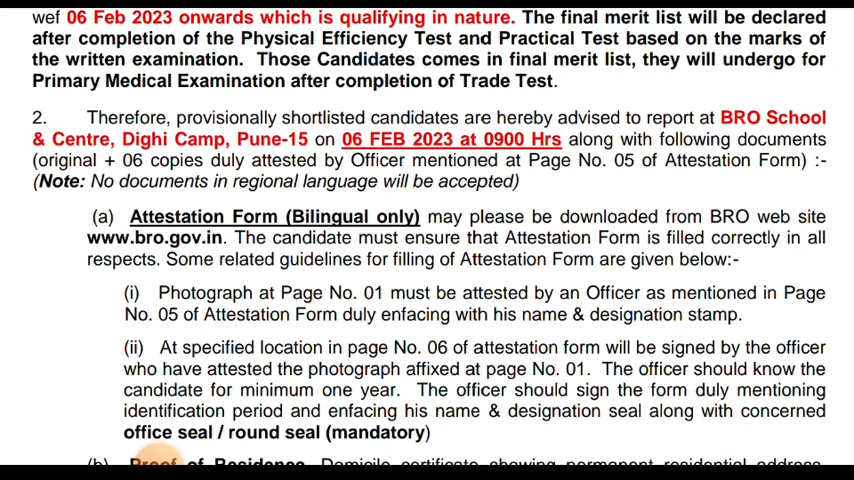 wef 06 Feb 2023 onwards which is qualifying in nature. The final merit list will be declared
after completion of the Physical Efficiency Test and Practical Test based on the marks of
the written examination. Those Candidates comes in final merit list, they will undergo for
Primary Medical Examination after completion of Trade Test.
2. Therefore, provisionally shortlisted candidates are hereby advised to report at BRO School
& Centre, Dighi Camp, Pune-15 on 06 FEB 2023 at 0900 Hrs along with following documents
(original + 06 copies duly attested by Officer mentioned at Page No. 05 of Attestation Form) :-
(Note: No documents in regional language will be accepted)
(a) Attestation Form (Bilingual only) may please be downloaded from BRO web site
www.bro.gov.in. The candidate must ensure that Attestation Form is filled correctly in all
respects. Some related guidelines for filling of Attestation Form are given below:-
(i) Photograph at Page No. 01 must be attested by an Officer as mentioned in Page
No. 05 of Attestation Form duly enfacing with his name & designation stamp.
(ii) At specified location in page No. 06 of attestation form will be signed by the officer
who have attested the photograph affixed at page No. 01. The officer should know the
candidate for minimum one year. The officer should sign the form duly mentioning
identification period and enfacing his name & designation seal along with concerned
office seal / round seal (mandatory)
(b) Proof of Residence. Domicile certificate showing permanent residential address,